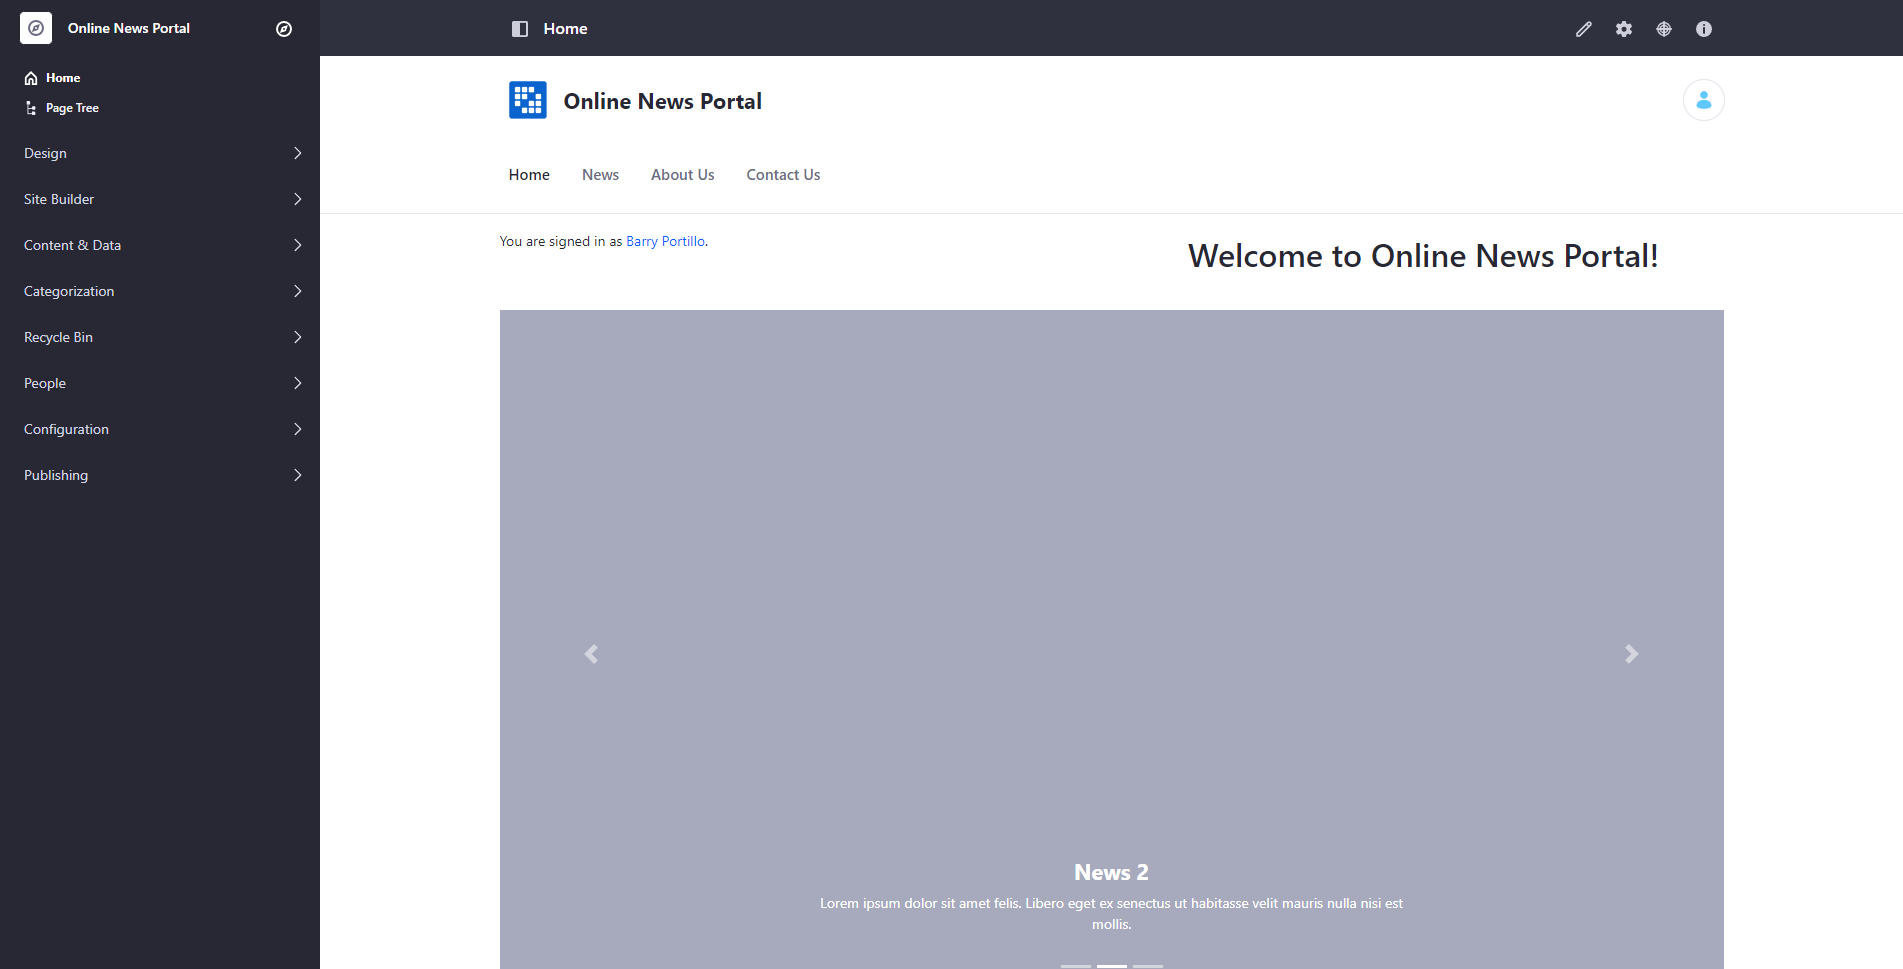 Online News Portal
Home
Page Tree
Design
Site Builder
Content & Data
Categorization
Recycle Bin
People
Configuration
Publishing
Home
Online News Portal
Home News About Us Contact Us
You are signed in as Barry Portillo.
Welcome to Online News Portal!
News 2
Lorem ipsum dolor sit amet felis. Libero eget ex senectus ut habitasse velit mauris nulla nisi est
mollis.